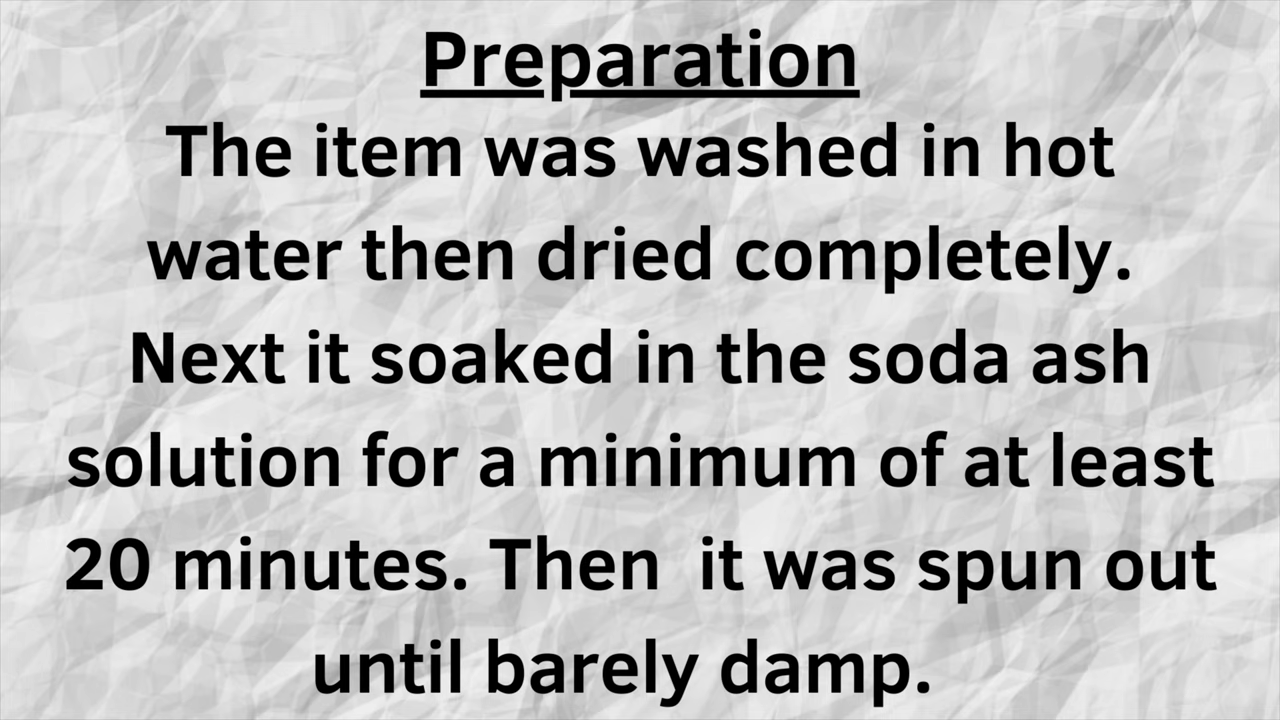 Preparation
The item was washed in hot
water then dried completely.
Next it soaked in the soda ash
solution for a minimum of at least
20 minutes. Then  it was spun out
until barely damp.